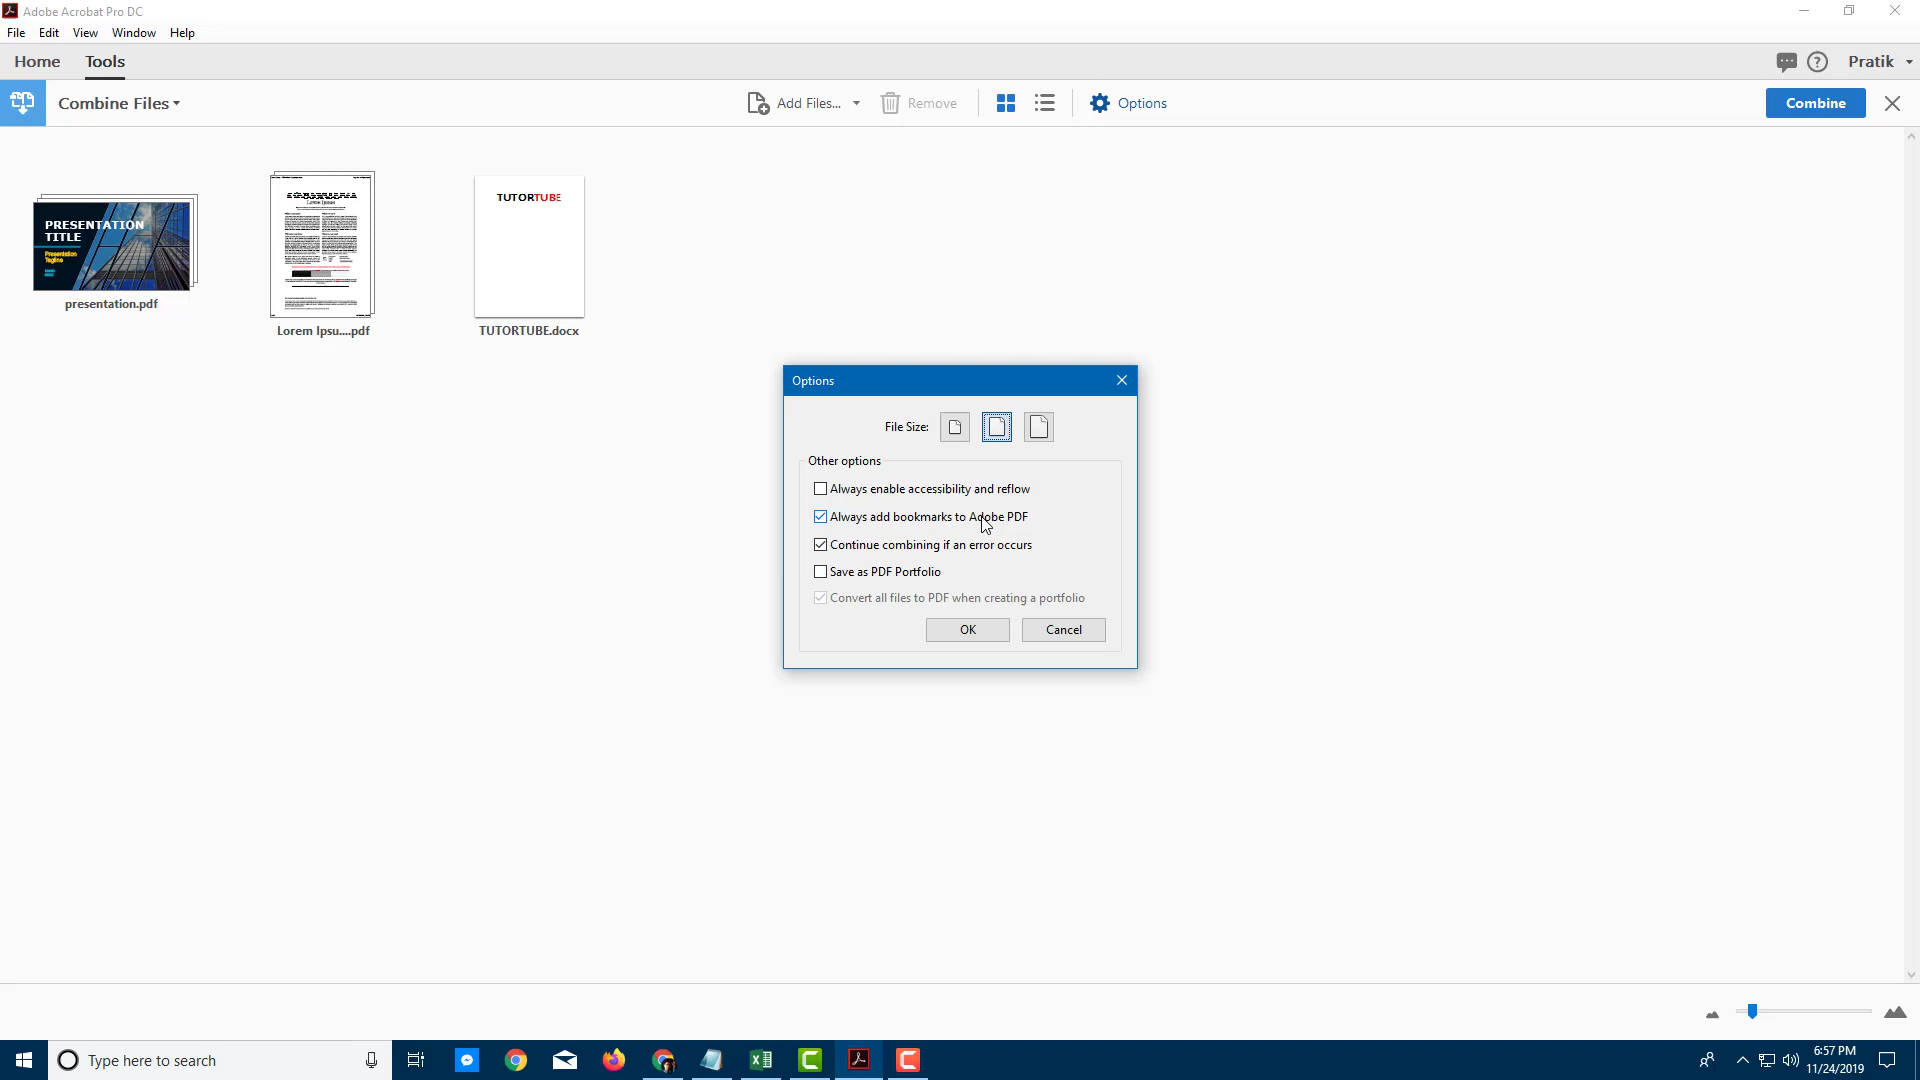 Adobe Acrobat Pro DC
File Edit View Window Help
Home Tools
Pratik
Combine Files
Add Files...
Remove
Options
Combine
PRESENTATION
TITLE
Presentation
Tagline
presentation.pdf
Lorem Ipsu....pdf
TUTORTUBE
TUTORTUBE.docx
Options
File Size:
Other options
Always enable accessibility and reflow
Always add bookmarks to Adobe PDF
Continue combining if an error occurs
Save as PDF Portfolio
Convert all files to PDF when creating a portfolio
OK Cancel
Type here to search
6:57 PM
11/24/2019